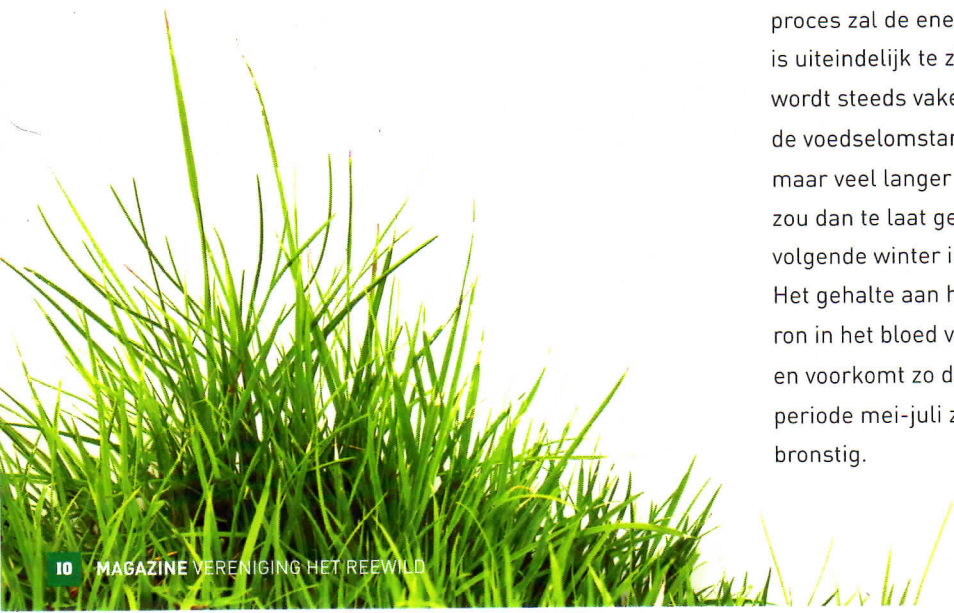 proces zal de ene
is uiteindelijk te z
wordt steeds vake
de voedselomstar
maar veel langer
zou dan te laat ge
volgende winter i
Het gehalte aan h
ron in het bloed v
en voorkomt zo d
periode mei-juli z
bronstig.
10 MAGAZINE VERENIGING HET REEWILD